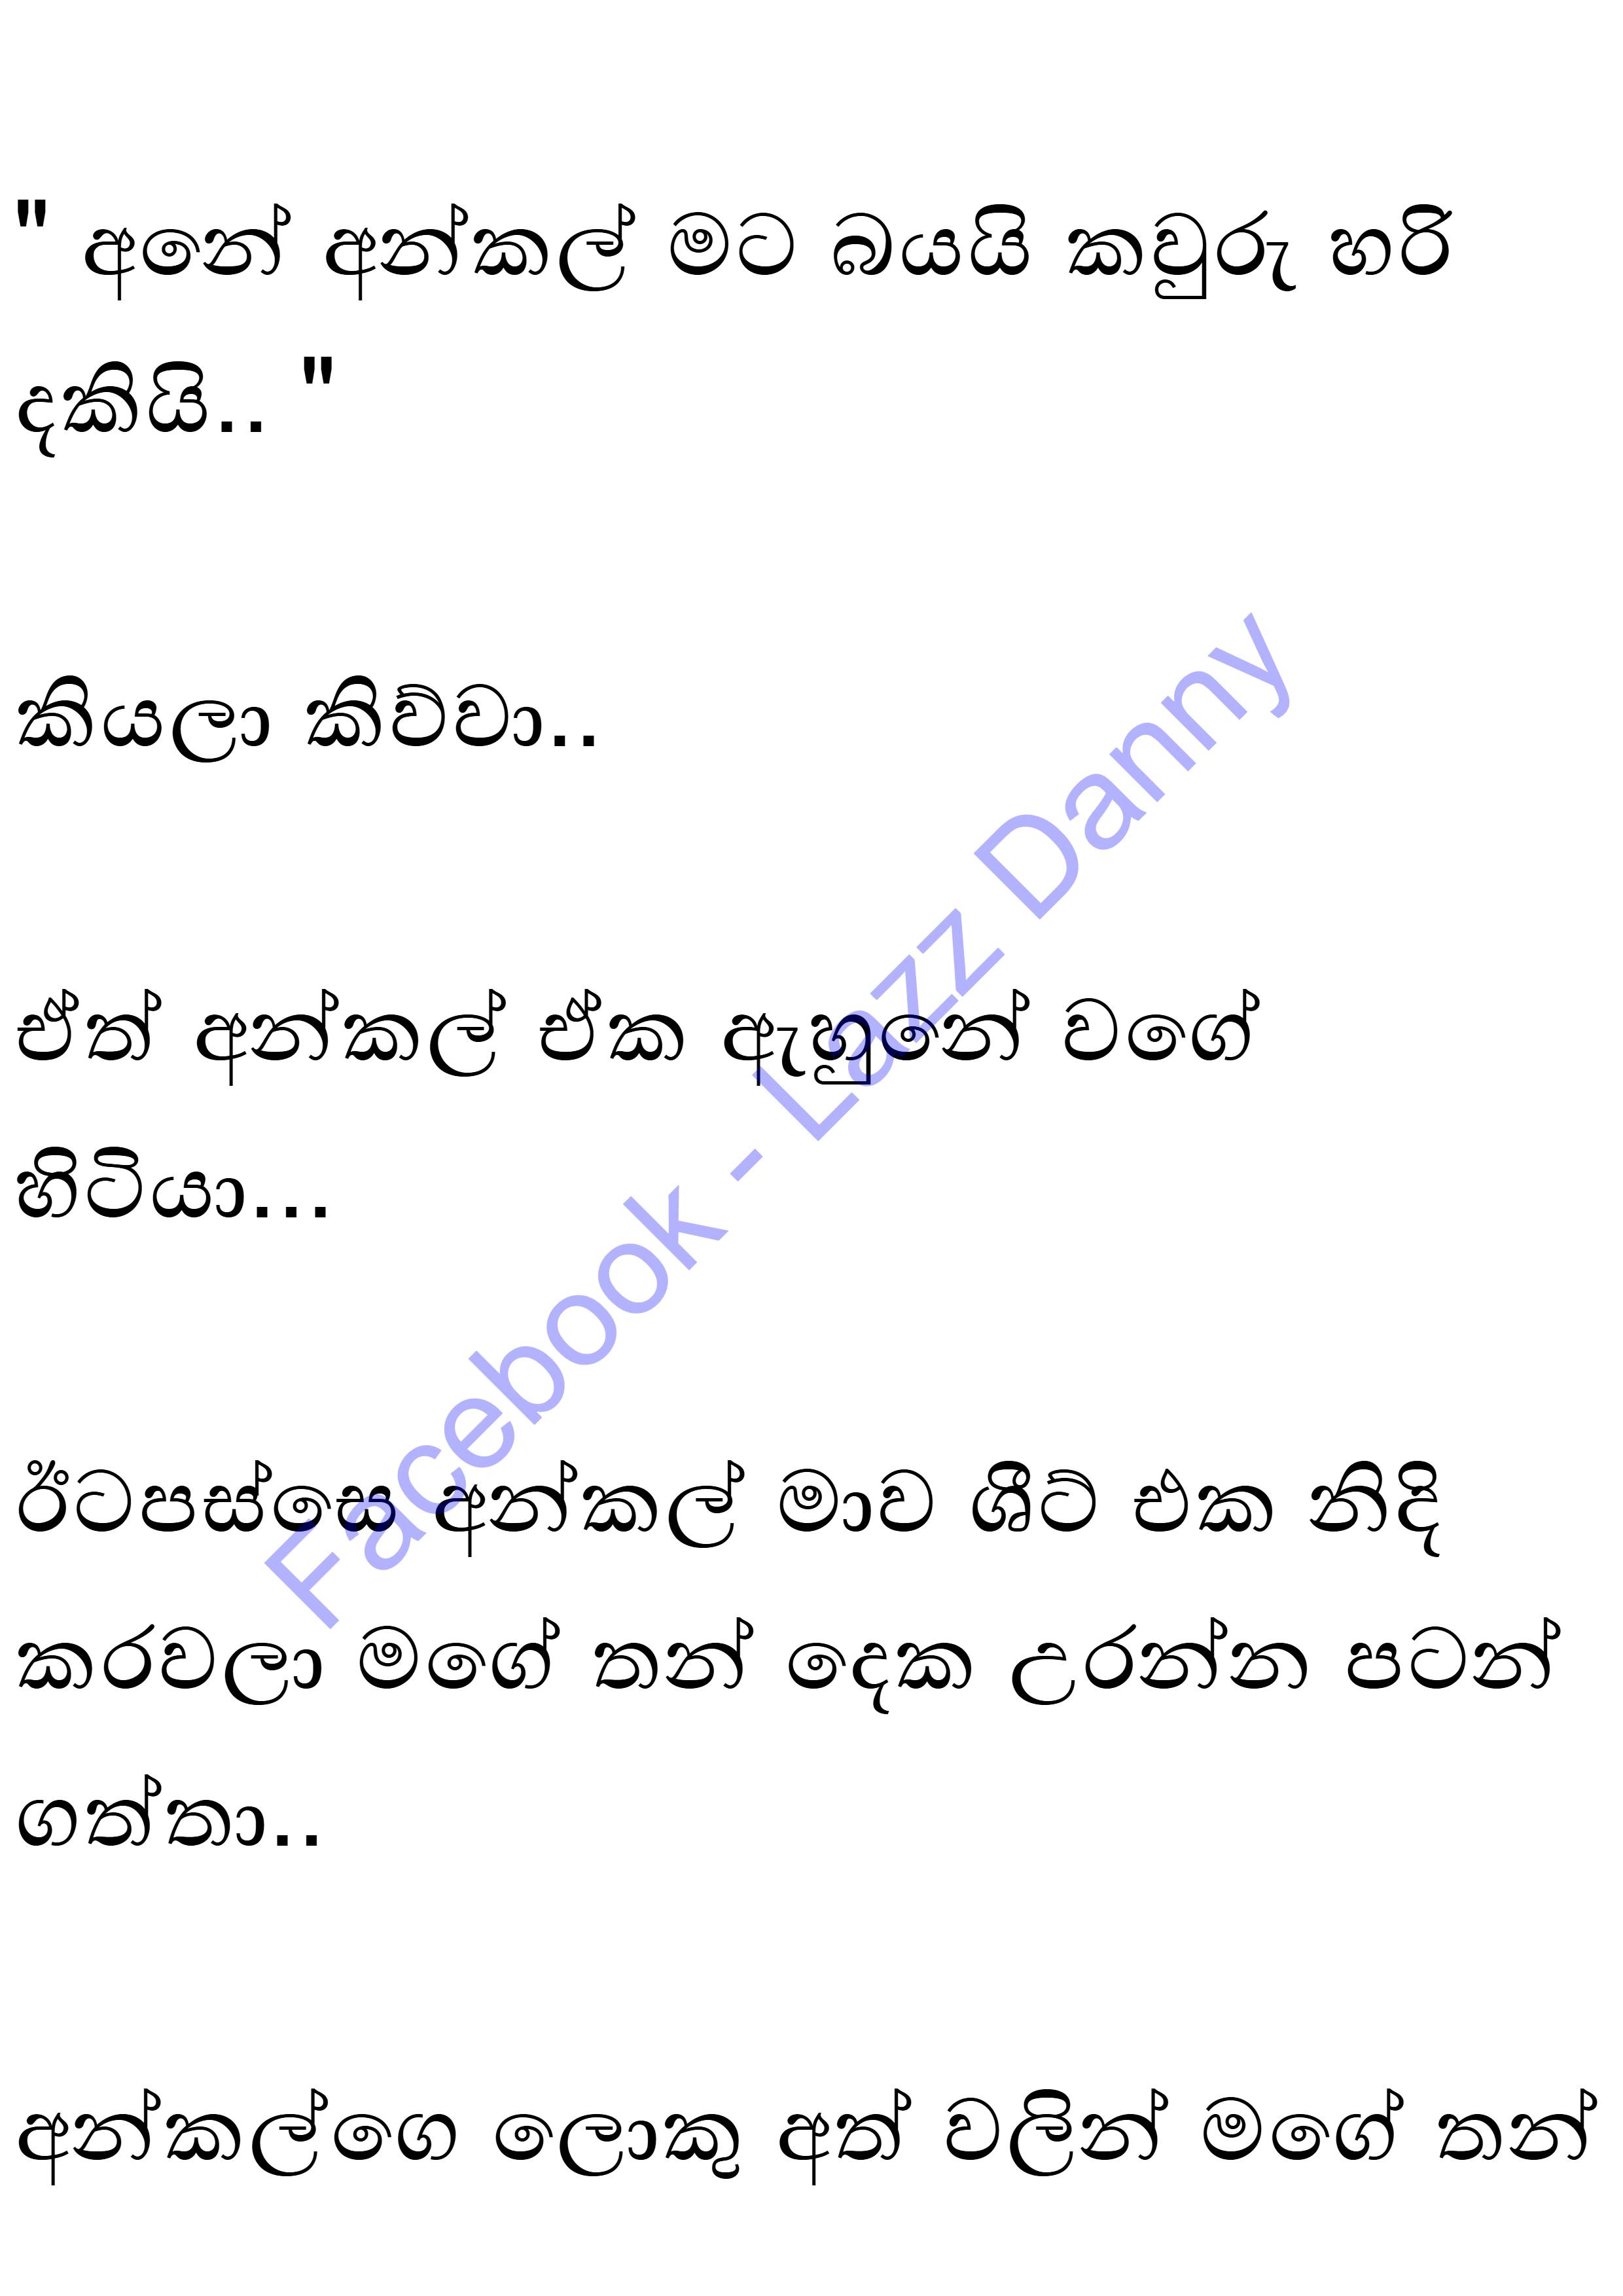 " අනේ අන්කල් මට බයයි කවුරු හරි
දකියි.. "
කියලා කිව්වා..
ඒත් අන්කල් ඒක ඇහුනේ වගේ
හිටියා...
ඊටපස්සෙ අන්කල් මාව ශීට් එක නිදි
කරවලා මගේ තන් දෙක උරන්න පටන්
ගත්තා..
අන්කල්ගෙ ලොකු අත් වලින් මගේ තන්
Facebook - Lazz Danny